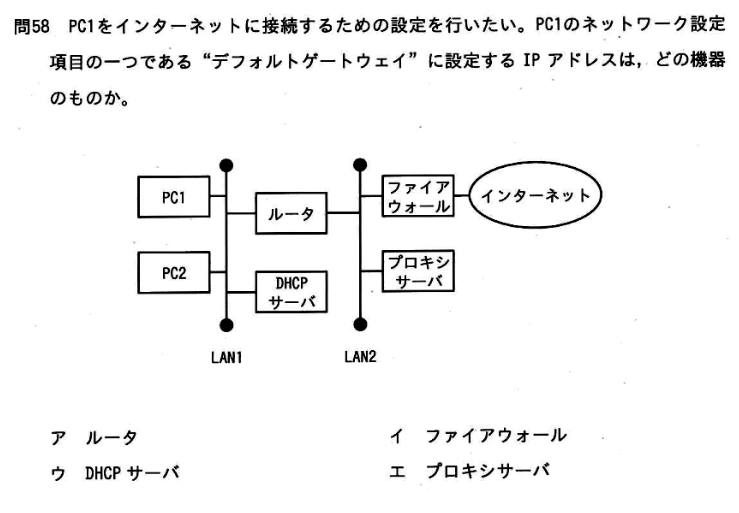 問58 PC1をインターネットに接続するための設定を行いたい。PC1のネットワーク設定
項目の一つである“デフォルトゲートウェイ”に設定する IP アドレスは，どの機器
のものか。
PC1
ルータ
ファイア
ウォール
インターネット
PC2
DHCP
サーバ
プロキシ
サーバ
LAN1
LAN2
ア ルータ
イ ファイアウォール
ウ DHCP サーバ
エ プロキシサーバ